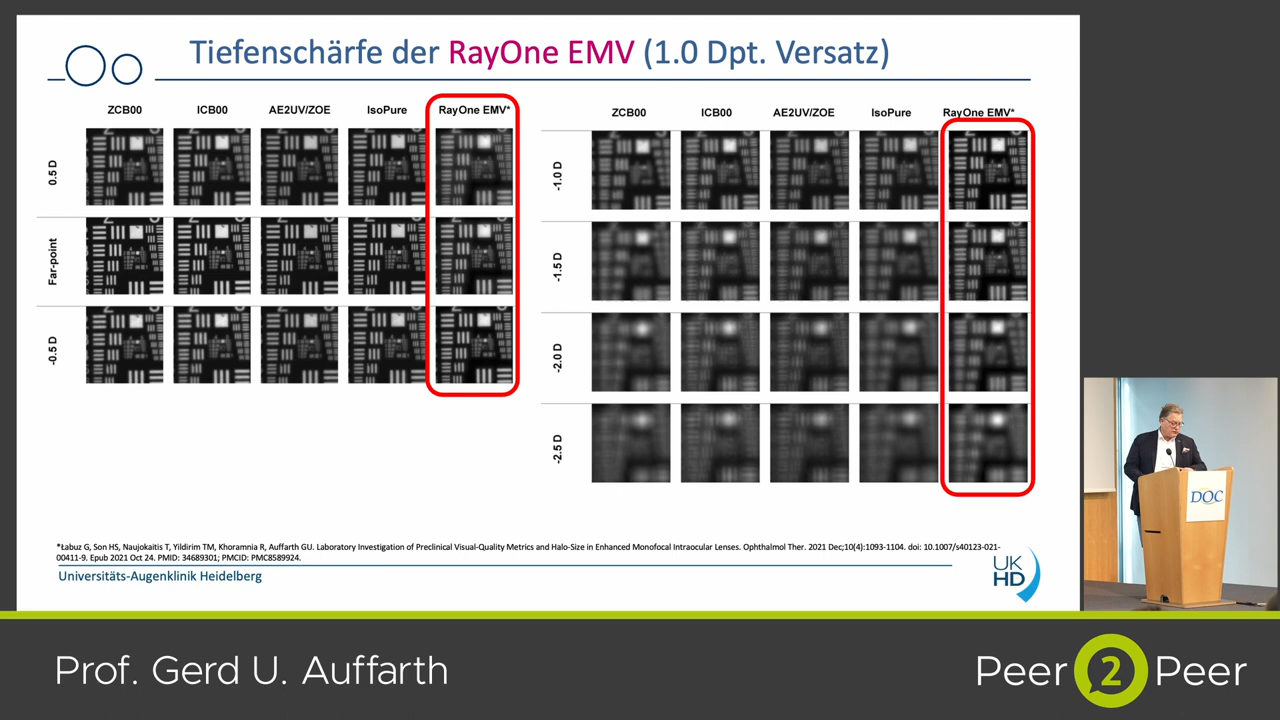 Tiefenschärfe der RayOne EMV (1.0 Dpt. Versatz)
ZCB00 ICB00 AE2UV/ZOE IsoPure RayOne EMV*
0.5 D
Far-point
-0.5 D
ZCB00 ICB00 AE2UV/ZOE IsoPure RayOne EMV*
-1.0 D
-1.5 D
-2.0 D
-2.5 D
*Łabuz G, Son HS, Naujokaitis T, Yildirim TM, Khoramnia R, Auffarth GU. Laboratory Investigation of Preclinical Visual-Quality Metrics and Halo-Size in Enhanced Monofocal Intraocular Lenses. Ophthalmol Ther. 2021 Dec;10(4):1093-1104. doi: 10.1007/s40123-021-
00411-9. Epub 2021 Oct 24. PMID: 34689301; PMCID: PMC8589924.
Universitäts-Augenklinik Heidelberg
UK
HD
DOC
Prof. Gerd U. Auffarth
Peer 2 Peer